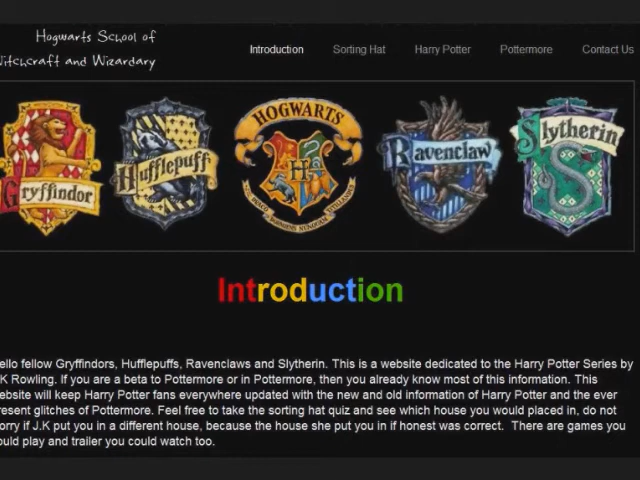 Hogwarts School of
Witchcraft and Wizardary
Introduction Sorting Hat Harry Potter Pottermore Contact Us
Gryffindor Hufflepuff HOGWARTS H Ravenclaw Slytherin
Introduction
ello fellow Gryffindors, Hufflepuffs, Ravenclaws and Slytherin. This is a website dedicated to the Harry Potter Series by
K Rowling. If you are a beta to Pottermore or in Pottermore, then you already know most of this information. This
ebsite will keep Harry Potter fans everywhere updated with the new and old information of Harry Potter and the ever
resent glitches of Pottermore. Feel free to take the sorting hat quiz and see which house you would placed in, do not
orry if J.K put you in a different house, because the house she put you in if honest was correct. There are games you
ould play and trailer you could watch too.